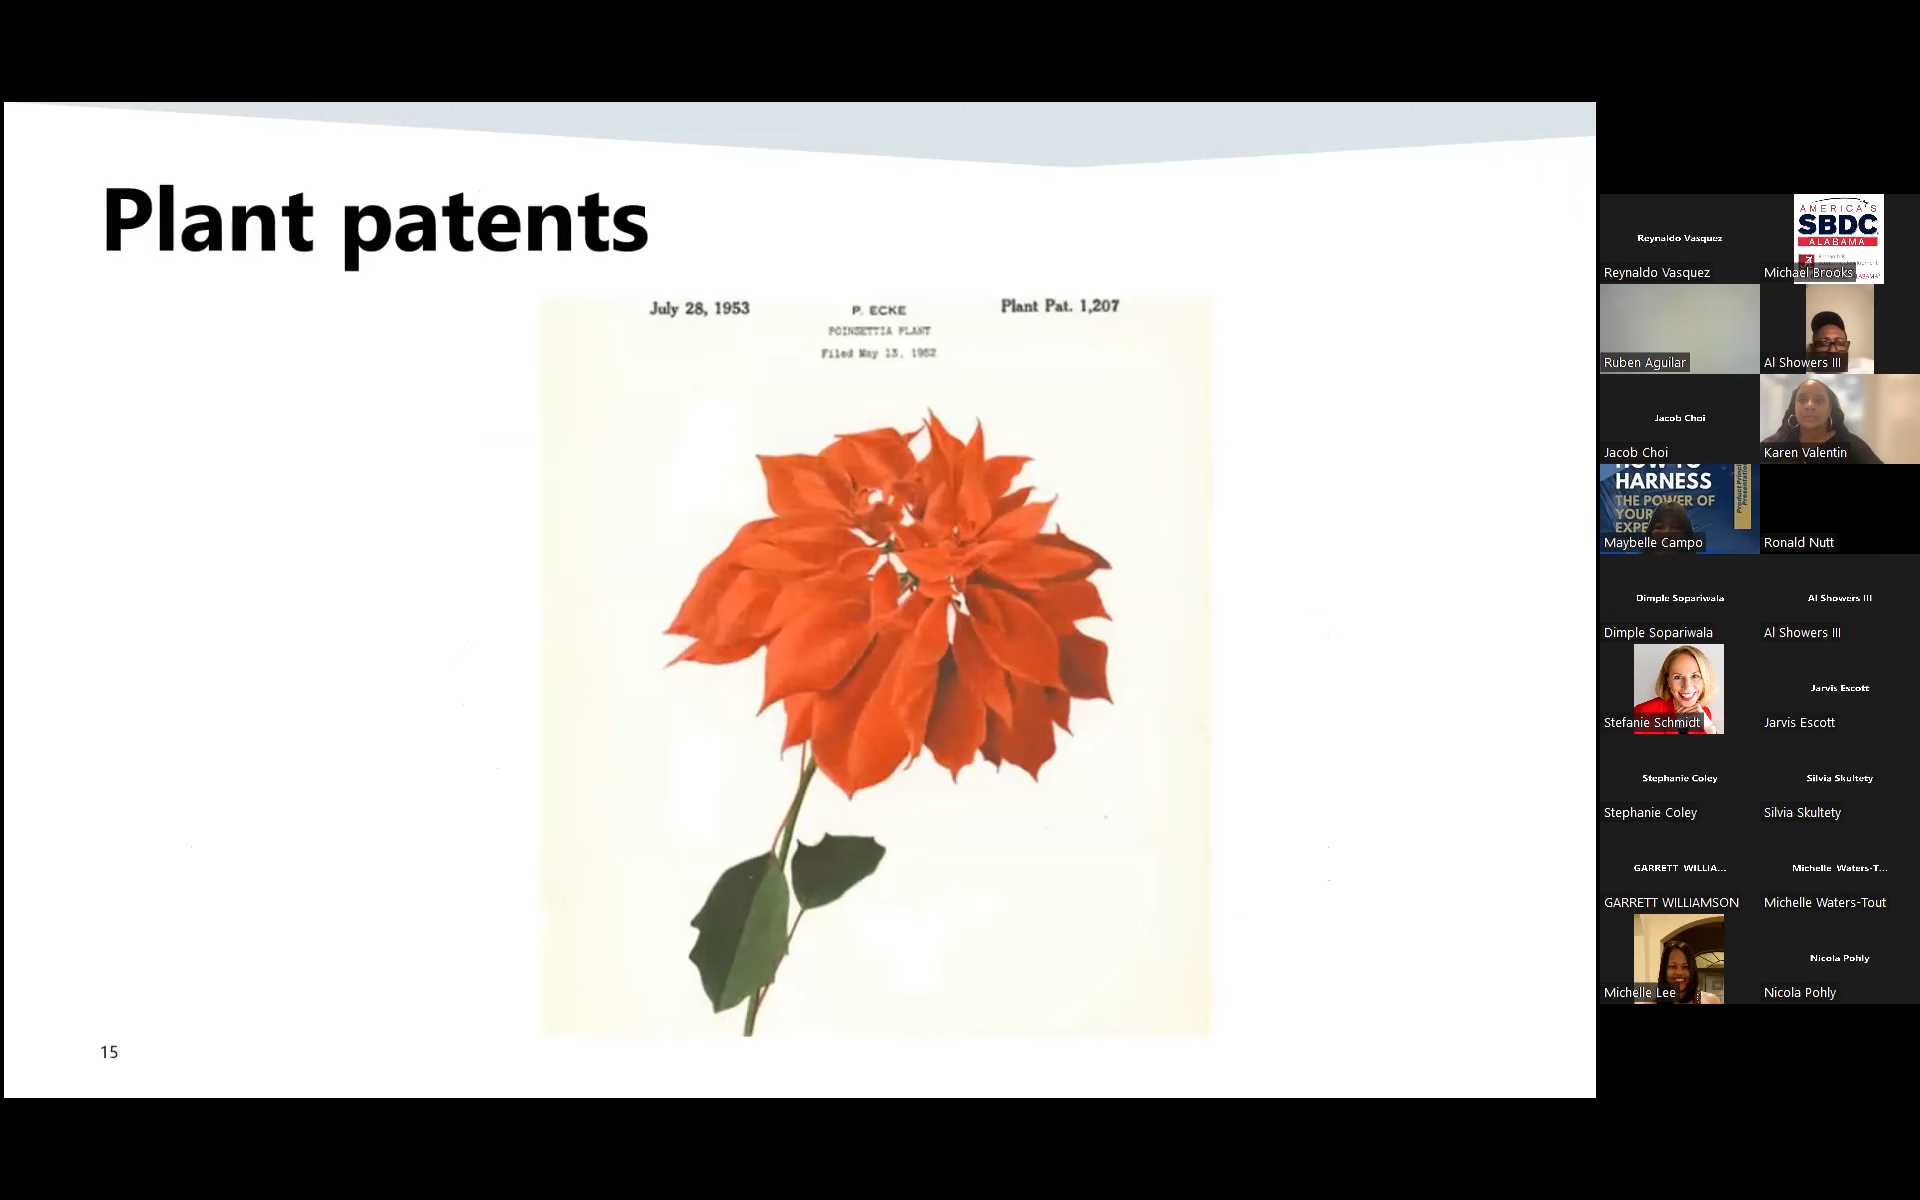 Plant patents
July 28, 1953
P. ECKE
Plant Pat. 1,207
POINSETTIA PLANT
Filed May 13, 1952
15
Reynaldo Vasquez
Reynaldo Vasquez
AMERICA'S
SBDC
ALABAMA
Michael Brooks
Ruben Aguilar
Al Showers III
Jacob Choi
Jacob Choi
Karen Valentin
HOW TO
HARNESS
THE POWER OF
YOUR
Maybelle Campo
Ronald Nutt
Dimple Sopariwala
Dimple Sopariwala
Al Showers III
Al Showers III
Stefanie Schmidt
Jarvis Escott
Jarvis Escott
Stephanie Coley
Stephanie Coley
Silvia Skultety
Silvia Skultety
GARRETT WILLIA...
GARRETT WILLIAMSON
Michelle Waters-T...
Michelle Waters-Tout
Michelle Lee
Nicola Pohly
Nicola Pohly